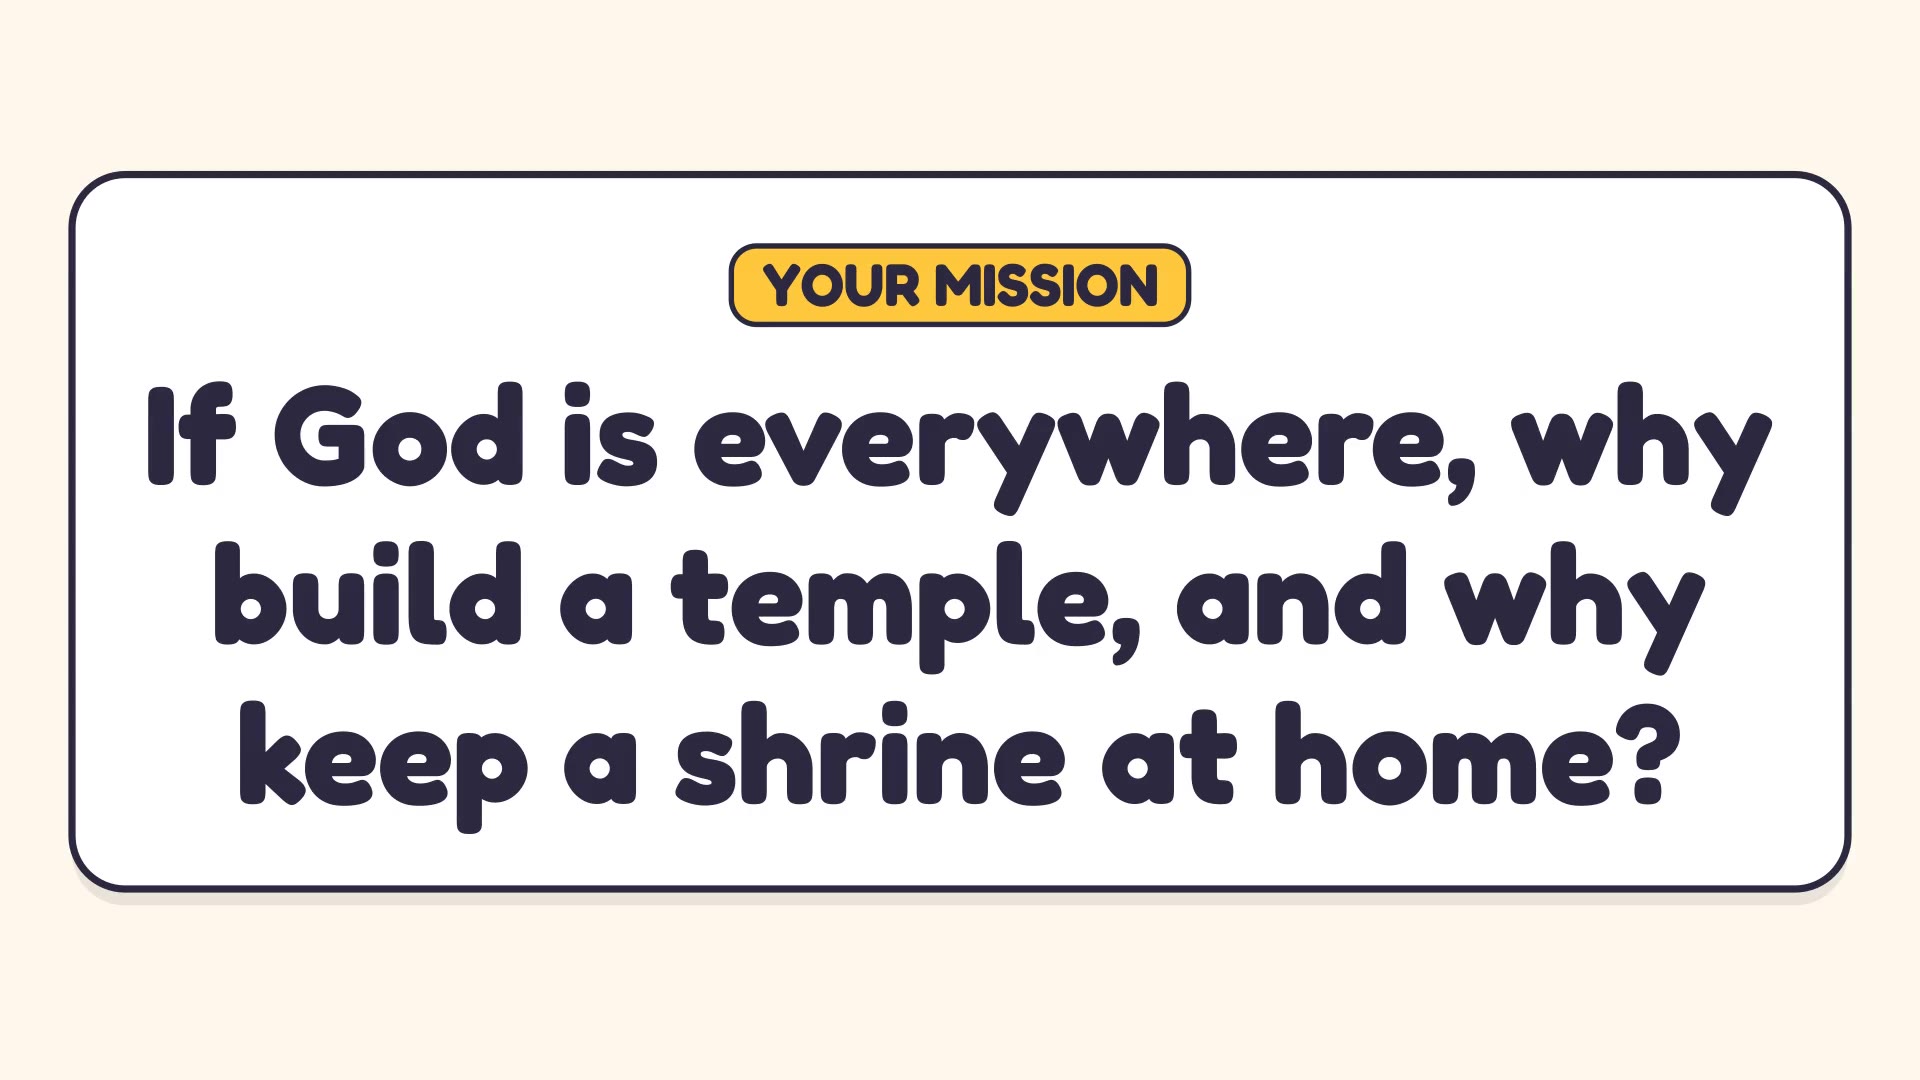 YOUR MISSION
If God is everywhere, why
build a temple, and why
keep a shrine at home?